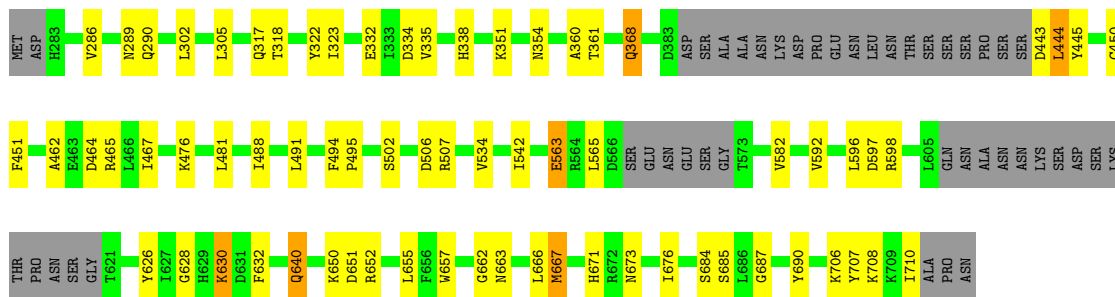 MET ASP H283 V286 N289 Q290 L302 L305 Q317 T318 Y322 I323 E332 I333 D334 V335 H338 K351 N354 A360 T361 Q368 D383 ASP SER ALA ALA ASN LYS ASP PRO GLU ASN LEU ASN THR SER SER SER PRO SER SER D443 L444 Y445
F451 A462 E463 D464 R465 L466 I467 K476 L481 I488 L491 F494 P495 S502 D506 R507 V534 I542 E563 R564 L565 D566 SER GLU ASN GLU SER GLY T573 V582 V592 L596 D597 R598 L605 GLN ASN ALA ASN ASN LYS SER ASP SER
THR PRO ASN SER GLY T621 Y626 I627 G628 H629 K630 D631 F632 Q640 K650 D651 R652 L655 F656 W657 G662 N663 L666 M667 H671 R672 N673 I676 S684 S685 L686 G687 Y690 K706 Y707 K708 K709 I710 ALA PRO ASN